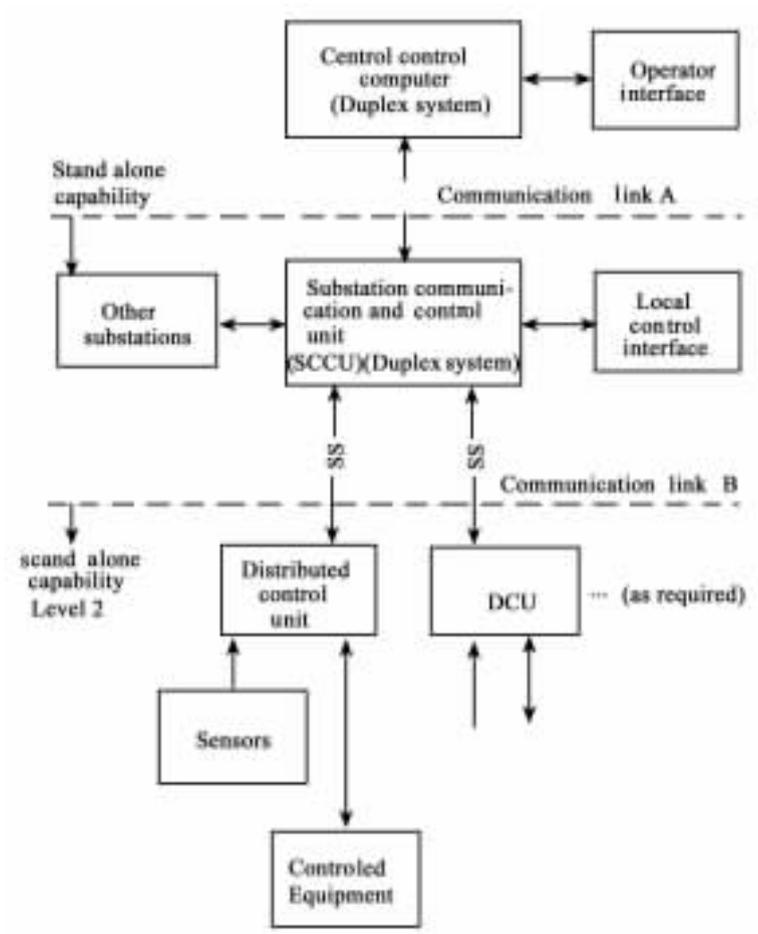 Centrol control
computer
(Duplex system)
Operator
interface
Stand alone
capability
Communication link A
Other
substations
Substation communi-
cation and control
unit
(SCCU)(Duplex system)
Local
control
interface
SS
SS
Communication link B
scand alone
capability
Level 2
Distributed
control
unit
DCU
... (as required)
Sensors
Controled
Equipment